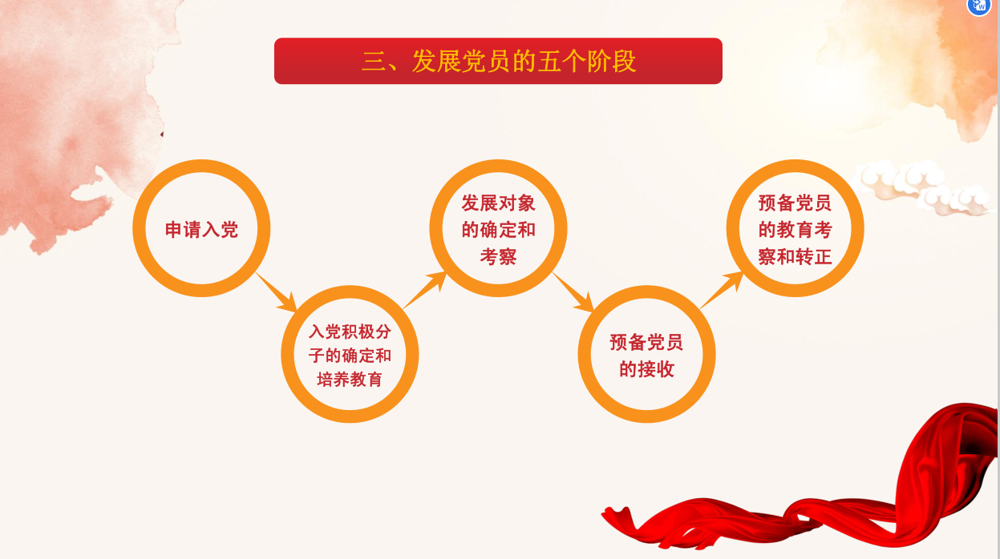 三、发展党员的五个阶段
申请入党
入党积极分
子的确定和
培养教育
发展对象
的确定和
考察
预备党员
的接收
预备党员
的教育考
察和转正